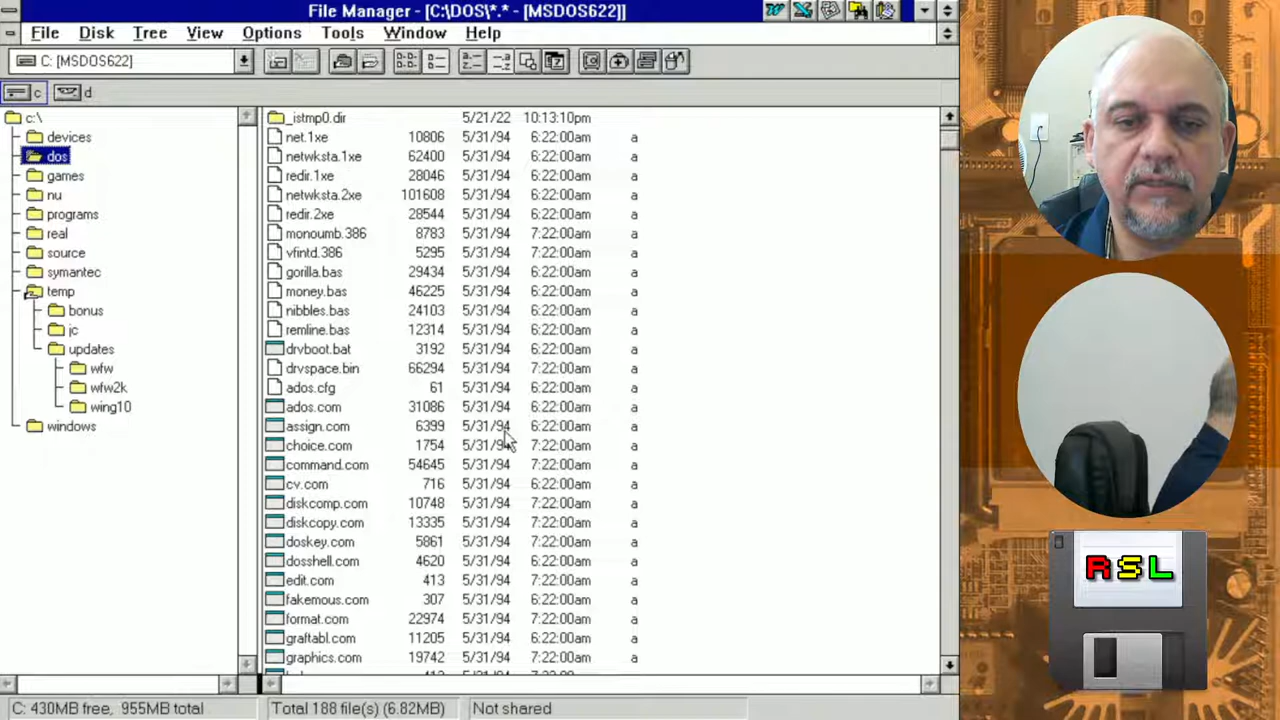 File Manager - [C:\DOS\*.* - [MSDOS622]]
File Disk Tree View Options Tools Window Help
C: [MSDOS622]
c d
c:\
devices
dos
games
nu
programs
real
source
symantec
temp
bonus
jc
updates
wfw
wfw2k
wing10
windows
_istmp0.dir 5/21/22 10:13:10pm
net.1xe 10806 5/31/94 6:22:00am a
netwksta.1xe 62400 5/31/94 6:22:00am a
redir.1xe 28046 5/31/94 6:22:00am a
netwksta.2xe 101608 5/31/94 6:22:00am a
redir.2xe 28544 5/31/94 6:22:00am a
monoumb.386 8783 5/31/94 7:22:00am a
vfintd.386 5295 5/31/94 7:22:00am a
gorilla.bas 29434 5/31/94 6:22:00am a
money.bas 46225 5/31/94 6:22:00am a
nibbles.bas 24103 5/31/94 6:22:00am a
remline.bas 12314 5/31/94 6:22:00am a
drvboot.bat 3192 5/31/94 6:22:00am a
drvspace.bin 66294 5/31/94 7:22:00am a
ados.cfg 61 5/31/94 6:22:00am a
ados.com 31086 5/31/94 6:22:00am a
assign.com 6399 5/31/94 6:22:00am a
choice.com 1754 5/31/94 7:22:00am a
command.com 54645 5/31/94 7:22:00am a
cv.com 716 5/31/94 6:22:00am a
diskcomp.com 10748 5/31/94 7:22:00am a
diskcopy.com 13335 5/31/94 7:22:00am a
doskey.com 5861 5/31/94 7:22:00am a
dosshell.com 4620 5/31/94 6:22:00am a
edit.com 413 5/31/94 7:22:00am a
fakemous.com 307 5/31/94 6:22:00am a
format.com 22974 5/31/94 7:22:00am a
graftabl.com 11205 5/31/94 6:22:00am a
graphics.com 19742 5/31/94 7:22:00am a
C: 430MB free, 955MB total
Total 188 file(s) (6.82MB)
Not shared
RSL